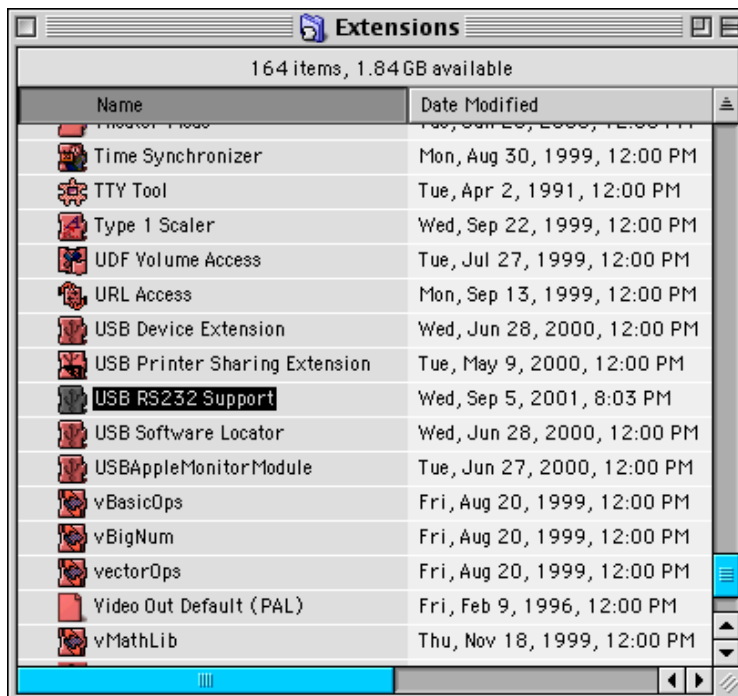 Extensions
164 items, 1.84 GB available
Name Date Modified
Time Synchronizer Mon, Aug 30, 1999, 12:00 PM
TTY Tool Tue, Apr 2, 1991, 12:00 PM
Type 1 Scaler Wed, Sep 22, 1999, 12:00 PM
UDF Volume Access Tue, Jul 27, 1999, 12:00 PM
URL Access Mon, Sep 13, 1999, 12:00 PM
USB Device Extension Wed, Jun 28, 2000, 12:00 PM
USB Printer Sharing Extension Tue, May 9, 2000, 12:00 PM
USB RS232 Support Wed, Sep 5, 2001, 8:03 PM
USB Software Locator Wed, Jun 28, 2000, 12:00 PM
USBAppleMonitorModule Tue, Jun 27, 2000, 12:00 PM
vBasicOps Fri, Aug 20, 1999, 12:00 PM
vBigNum Fri, Aug 20, 1999, 12:00 PM
vectorOps Fri, Aug 20, 1999, 12:00 PM
Video Out Default (PAL) Fri, Feb 9, 1996, 12:00 PM
vMathLib Thu, Nov 18, 1999, 12:00 PM